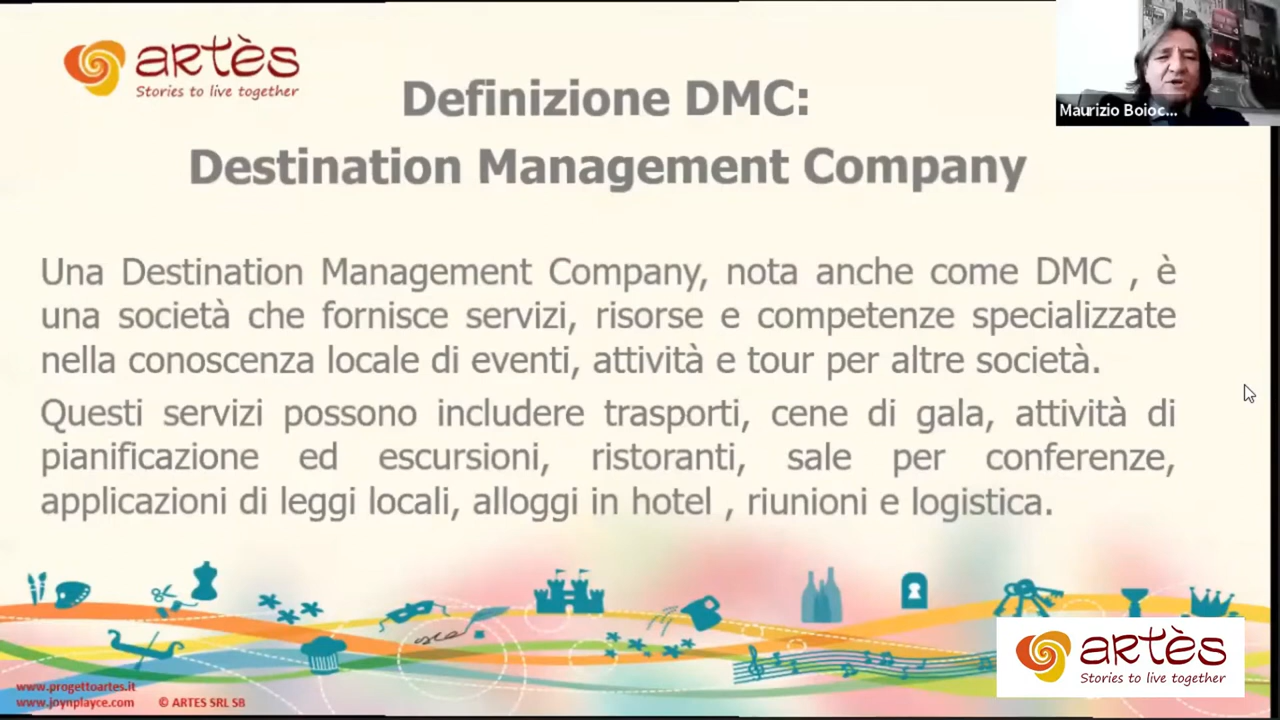 artès
Stories to live together
Maurizio Boioc...
Definizione DMC:
Destination Management Company
Una Destination Management Company, nota anche come DMC , è
una società che fornisce servizi, risorse e competenze specializzate
nella conoscenza locale di eventi, attività e tour per altre società.
Questi servizi possono includere trasporti, cene di gala, attività di
pianificazione ed escursioni, ristoranti, sale per conferenze,
applicazioni di leggi locali, alloggi in hotel , riunioni e logistica.
artès
Stories to live together
www.progettoartes.it
www.joynplayce.com © ARTES SRL SB